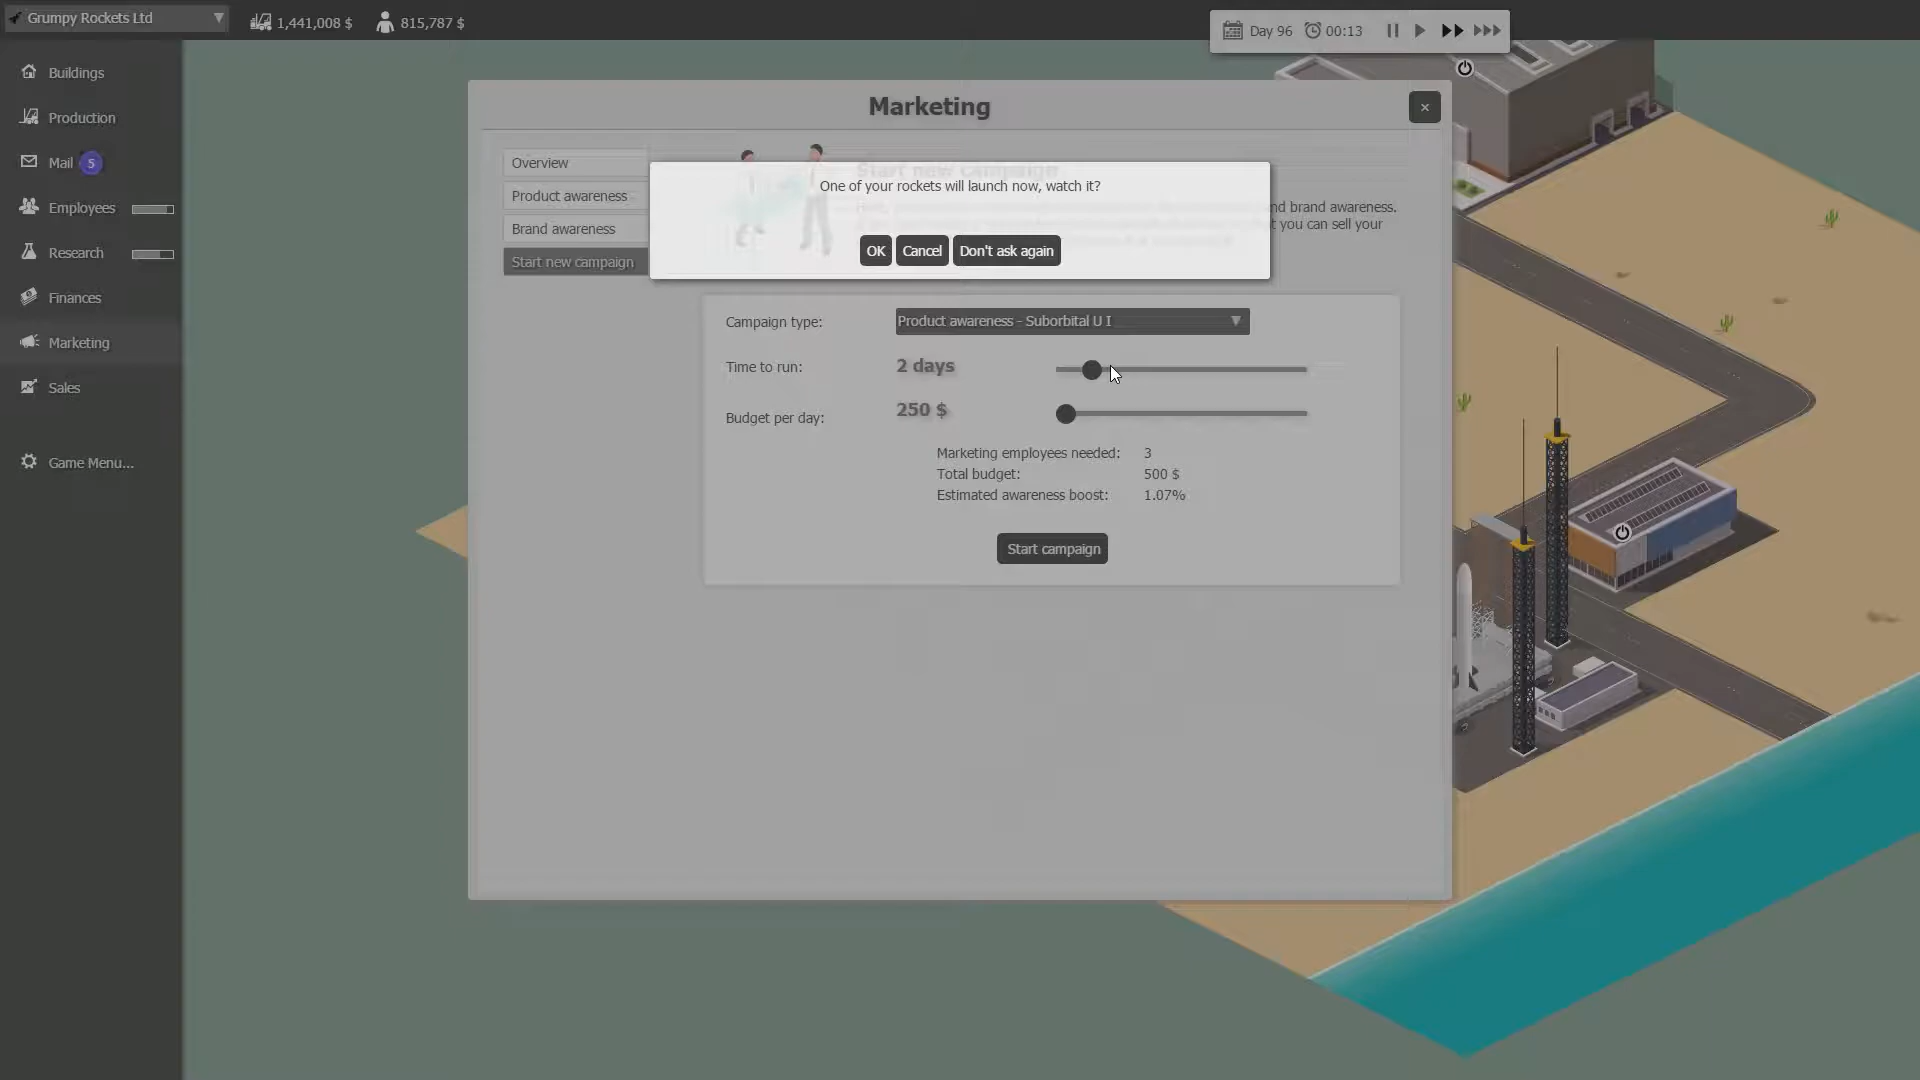 Grumpy Rockets Ltd
1,441,008 $
815,787 $
Day 96
00:13
Buildings
Production
Mail 5
Employees
Research
Finances
Marketing
Sales
Game Menu...
Marketing
×
Overview
Product awareness
Brand awareness
Start new campaign
Start new campaign
nd brand awareness.
t you can sell your
One of your rockets will launch now, watch it?
OK
Cancel
Don't ask again
Campaign type:
Product awareness - Suborbital U I
Time to run:
2 days
Budget per day:
250 $
Marketing employees needed: 3
Total budget: 500 $
Estimated awareness boost: 1.07%
Start campaign